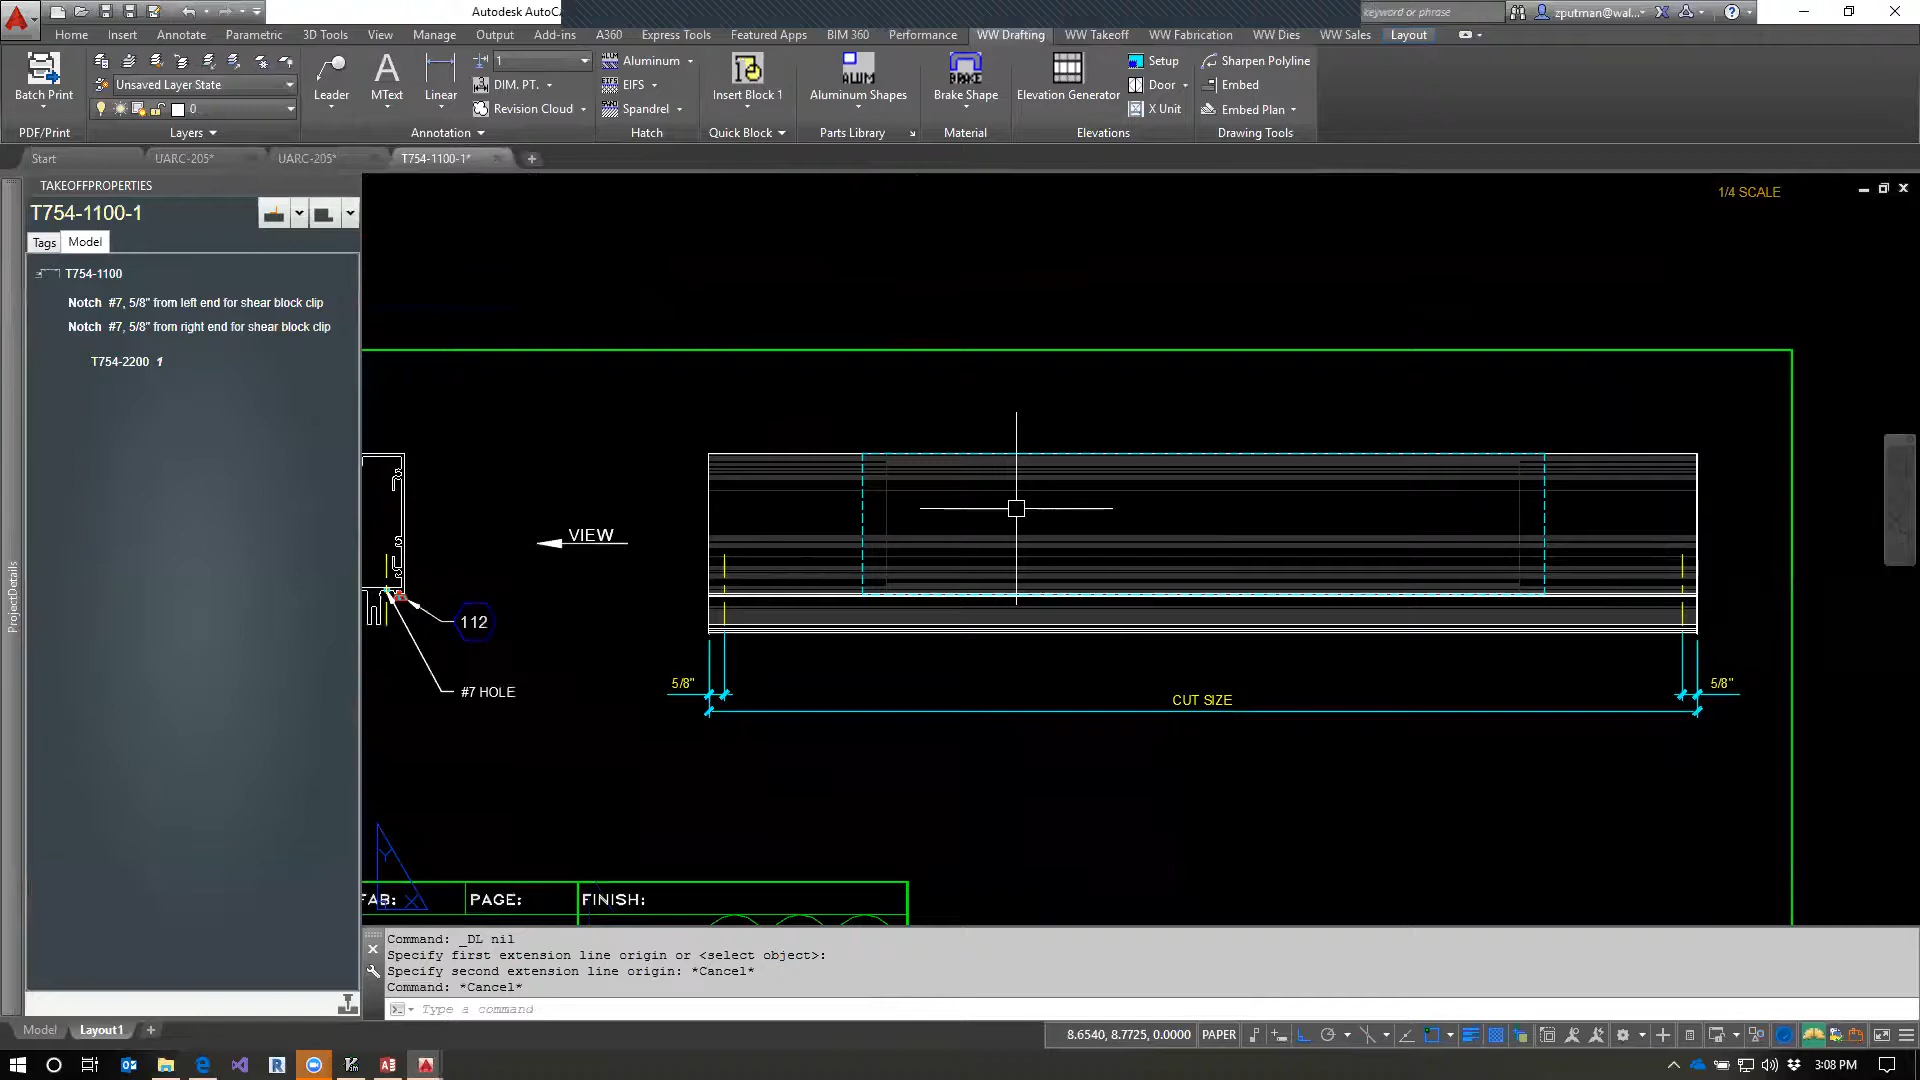 Autodesk AutoCA
keyword or phrase
zputman@wal...
Home Insert Annotate Parametric 3D Tools View Manage Output Add-ins A360 Express Tools Featured Apps BIM 360 Performance WW Drafting WW Takeoff WW Fabrication WW Dies WW Sales Layout
Batch Print
PDF/Print
Unsaved Layer State
0
Layers
Leader
MText
Linear
1
DIM. PT.
Revision Cloud
Annotation
Aluminum
EIFS
Spandrel
Hatch
Insert Block 1
Quick Block
ALUM
Aluminum Shapes
Parts Library
BRAKE
Brake Shape
Material
Elevation Generator
Setup
Door
X Unit
Elevations
Sharpen Polyline
Embed
Embed Plan
Drawing Tools
Start UARC-205* UARC-205* T754-1100-1*
TAKEOFFPROPERTIES
T754-1100-1
Tags Model
T754-1100
Notch #7, 5/8" from left end for shear block clip
Notch #7, 5/8" from right end for shear block clip
T754-2200 1
ProjectDetails
1/4 SCALE
VIEW
112
#7 HOLE
5/8"
CUT SIZE
5/8"
Y
X
FAB: PAGE: FINISH:
Command: _DL nil
Specify first extension line origin or <select object>:
Specify second extension line origin: *Cancel*
Command: *Cancel*
Type a command
Model Layout1
8.6540, 8.7725, 0.0000 PAPER
3:08 PM